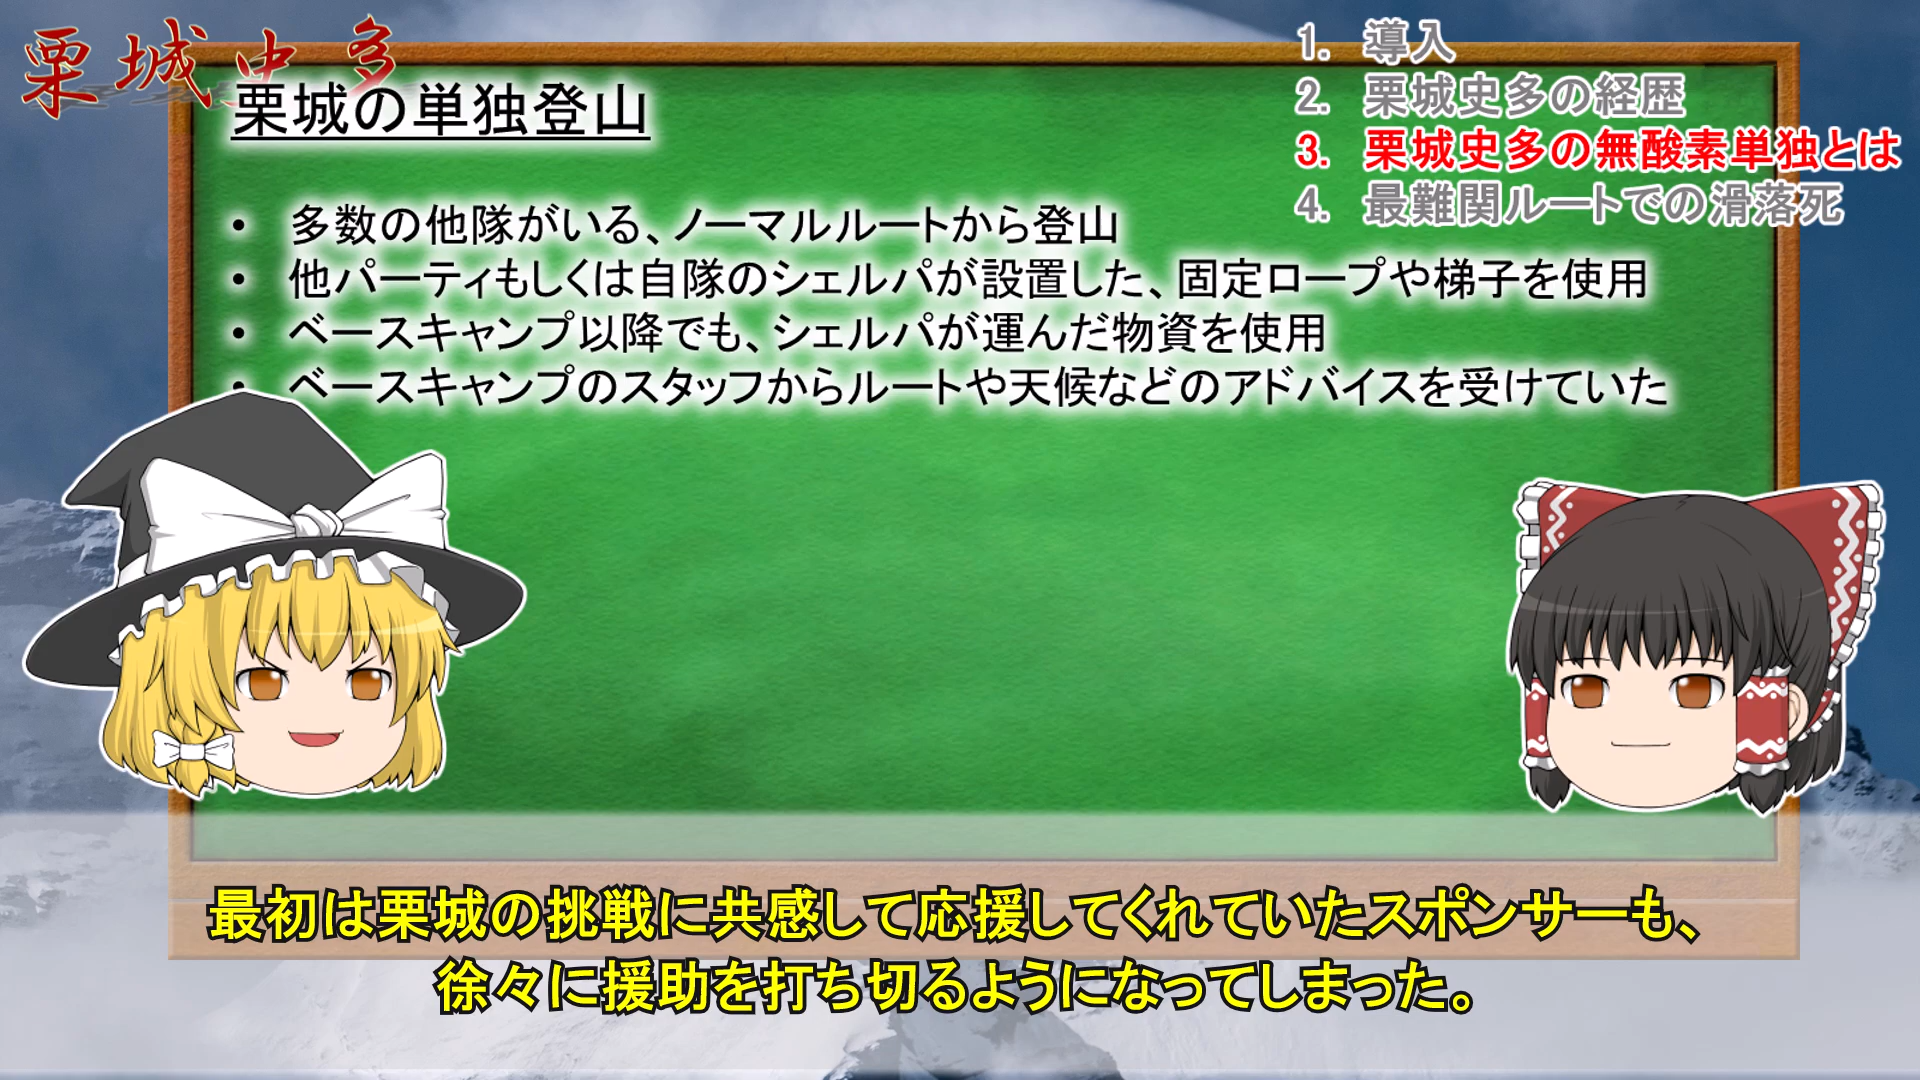 栗城史多
1. 導入
2. 栗城史多の経歴
3. 栗城史多の無酸素単独とは
4. 最難関ルートでの滑落死
栗城の単独登山
• 多数の他隊がいる、ノーマルルートから登山
• 他パーティもしくは自隊のシェルパが設置した、固定ロープや梯子を使用
• ベースキャンプ以降でも、シェルパが運んだ物資を使用
• ベースキャンプのスタッフからルートや天候などのアドバイスを受けていた
最初は栗城の挑戦に共感して応援してくれていたスポンサーも、
徐々に援助を打ち切るようになってしまった。